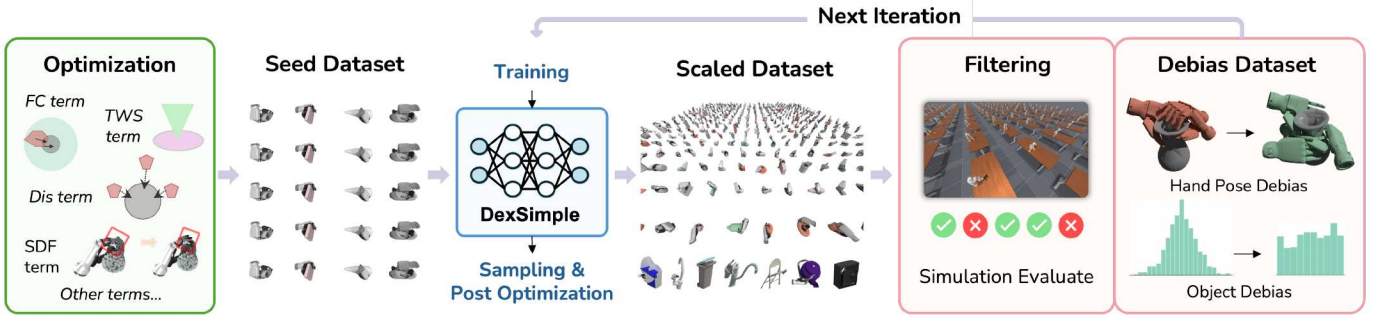 Next Iteration
Optimization
FC term
TWS
term
Dis term
SDF
term
Other terms...
Seed Dataset
Training
DexSimple
Sampling &
Post Optimization
Scaled Dataset
Filtering
Simulation Evaluate
Debias Dataset
Hand Pose Debias
Object Debias